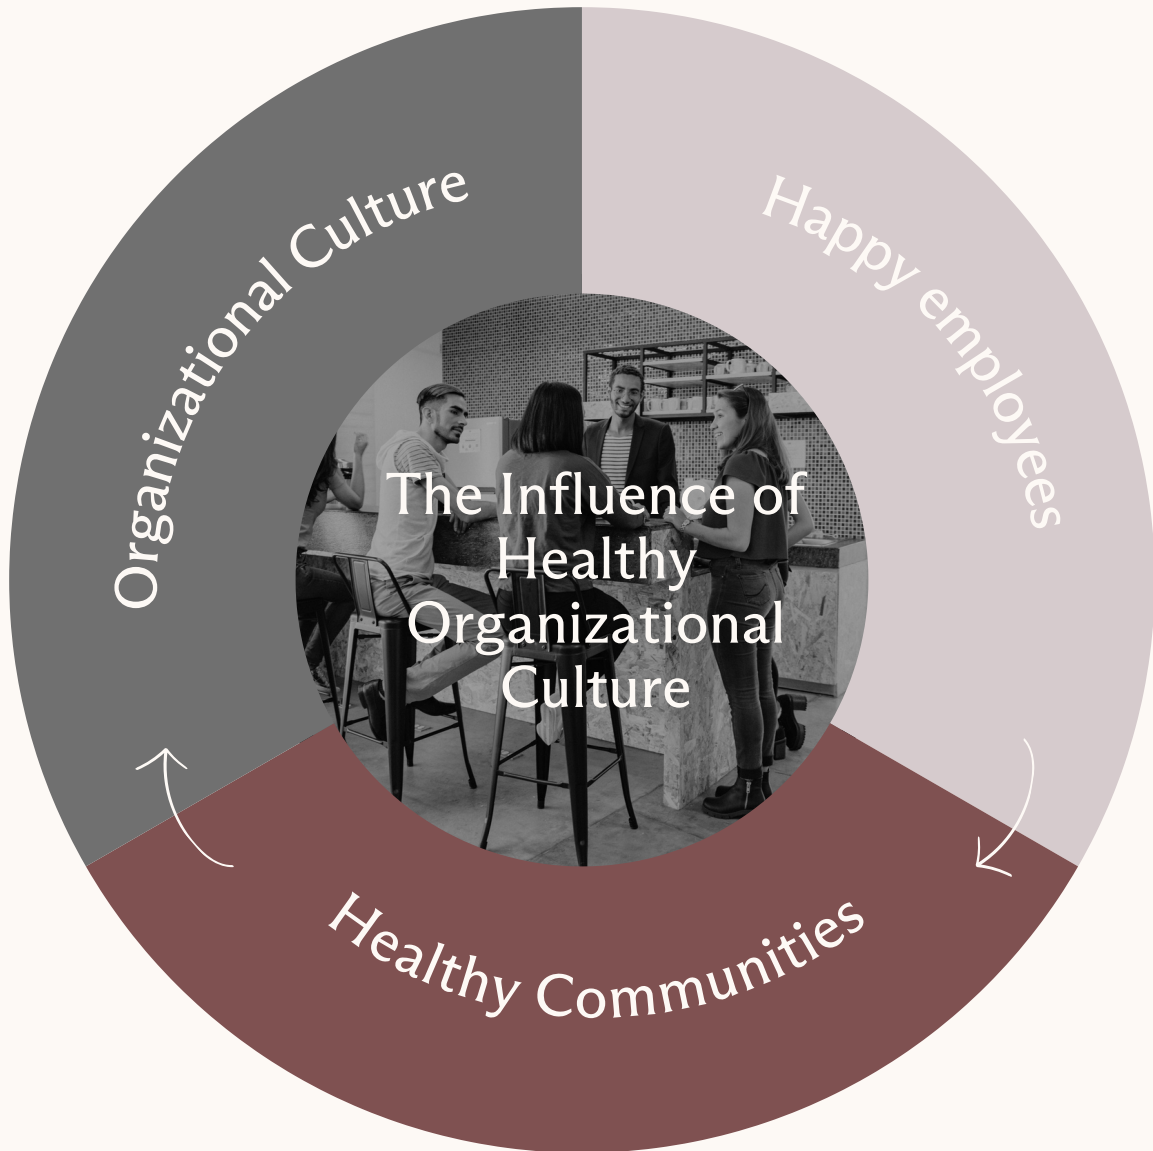 Organizational Culture
Happy employees
The Influence of
Healthy
Organizational
Culture
Healthy Communities